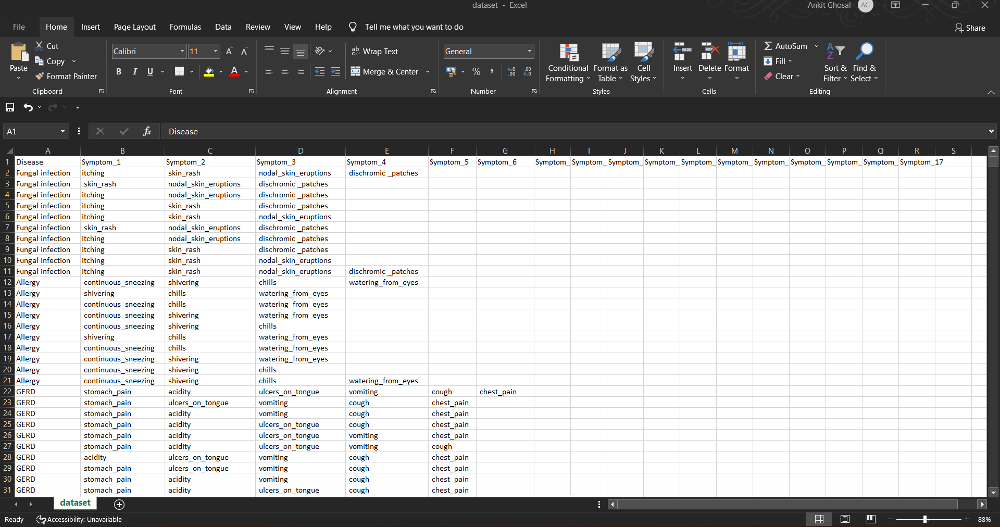 dataset - Excel
Ankit Ghosal AG
File Home Insert Page Layout Formulas Data Review View Help Tell me what you want to do Share
Paste Cut Copy Format Painter
Calibri 11
B I U A
Wrap Text
Merge & Center
General
% ,
Conditional Formatting Format as Table Cell Styles
Insert Delete Format
AutoSum
Fill
Clear
Sort & Filter Find & Select
Clipboard Font Alignment Number Styles Cells Editing
A1 fx Disease
A B C D E F G H I J K L M N O P Q R S
1 Disease Symptom_1 Symptom_2 Symptom_3 Symptom_4 Symptom_5 Symptom_6 Symptom_ Symptom_ Symptom_ Symptom_ Symptom_ Symptom_ Symptom_ Symptom_ Symptom_ Symptom_ Symptom_17
2 Fungal infection itching skin_rash nodal_skin_eruptions dischromic _patches
3 Fungal infection skin_rash nodal_skin_eruptions dischromic _patches
4 Fungal infection itching nodal_skin_eruptions dischromic _patches
5 Fungal infection itching skin_rash dischromic _patches
6 Fungal infection itching skin_rash nodal_skin_eruptions
7 Fungal infection skin_rash nodal_skin_eruptions dischromic _patches
8 Fungal infection itching nodal_skin_eruptions dischromic _patches
9 Fungal infection itching skin_rash dischromic _patches
10 Fungal infection itching skin_rash nodal_skin_eruptions
11 Fungal infection itching skin_rash nodal_skin_eruptions dischromic _patches
12 Allergy continuous_sneezing shivering chills watering_from_eyes
13 Allergy shivering chills watering_from_eyes
14 Allergy continuous_sneezing chills watering_from_eyes
15 Allergy continuous_sneezing shivering watering_from_eyes
16 Allergy continuous_sneezing shivering chills
17 Allergy shivering chills watering_from_eyes
18 Allergy continuous_sneezing chills watering_from_eyes
19 Allergy continuous_sneezing shivering watering_from_eyes
20 Allergy continuous_sneezing shivering chills
21 Allergy continuous_sneezing shivering chills watering_from_eyes
22 GERD stomach_pain acidity ulcers_on_tongue vomiting cough chest_pain
23 GERD stomach_pain ulcers_on_tongue vomiting cough chest_pain
24 GERD stomach_pain acidity vomiting cough chest_pain
25 GERD stomach_pain acidity ulcers_on_tongue cough chest_pain
26 GERD stomach_pain acidity ulcers_on_tongue vomiting chest_pain
27 GERD stomach_pain acidity ulcers_on_tongue vomiting cough
28 GERD acidity ulcers_on_tongue vomiting cough chest_pain
29 GERD stomach_pain ulcers_on_tongue vomiting cough chest_pain
30 GERD stomach_pain acidity vomiting cough chest_pain
31 GERD stomach_pain acidity ulcers_on_tongue cough chest_pain
dataset
Ready Accessibility: Unavailable 88%